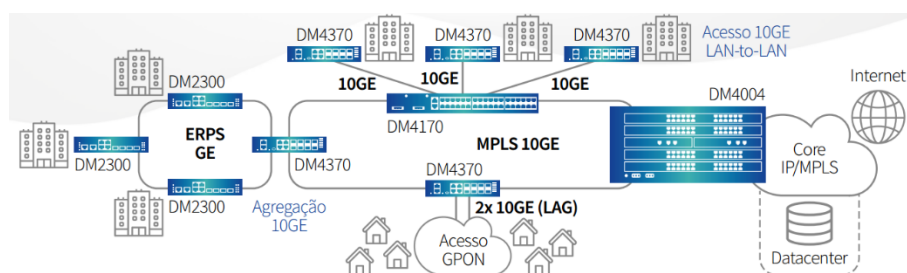 DM4370
DM4370
DM4370
Acesso 10GE
LAN-to-LAN
10GE
10GE
10GE
Internet
DM2300
DM4170
DM4004
DM2300
ERPS
GE
DM4370
MPLS 10GE
Core
IP/MPLS
DM4370
DM2300
Agregação
10GE
2x 10GE (LAG)
Acesso
GPON
Datacenter